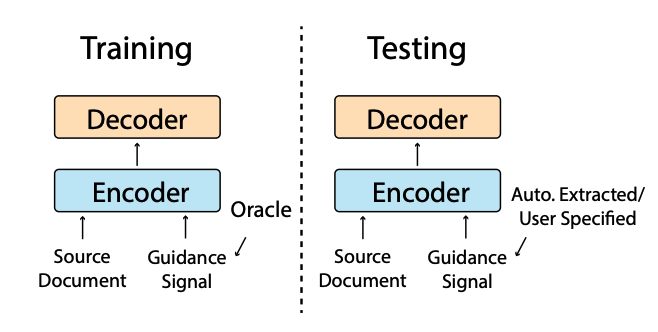 Training
Decoder
Encoder
Oracle
Source
Document
Guidance
Signal
Testing
Decoder
Encoder
Auto. Extracted/
User Specified
Source
Document
Guidance
Signal